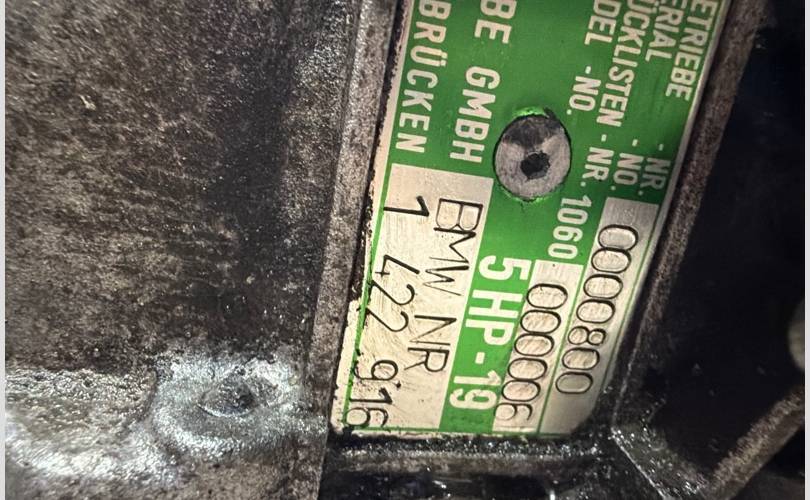 ETRIEBE - NR.
ERIAL - NO. 0000800
ÜCKLISTEN - NR. 1060 000006
DEL - NO.
BE GMBH 5 HP - 19
BRÜCKEN BMW NR
1 422 916